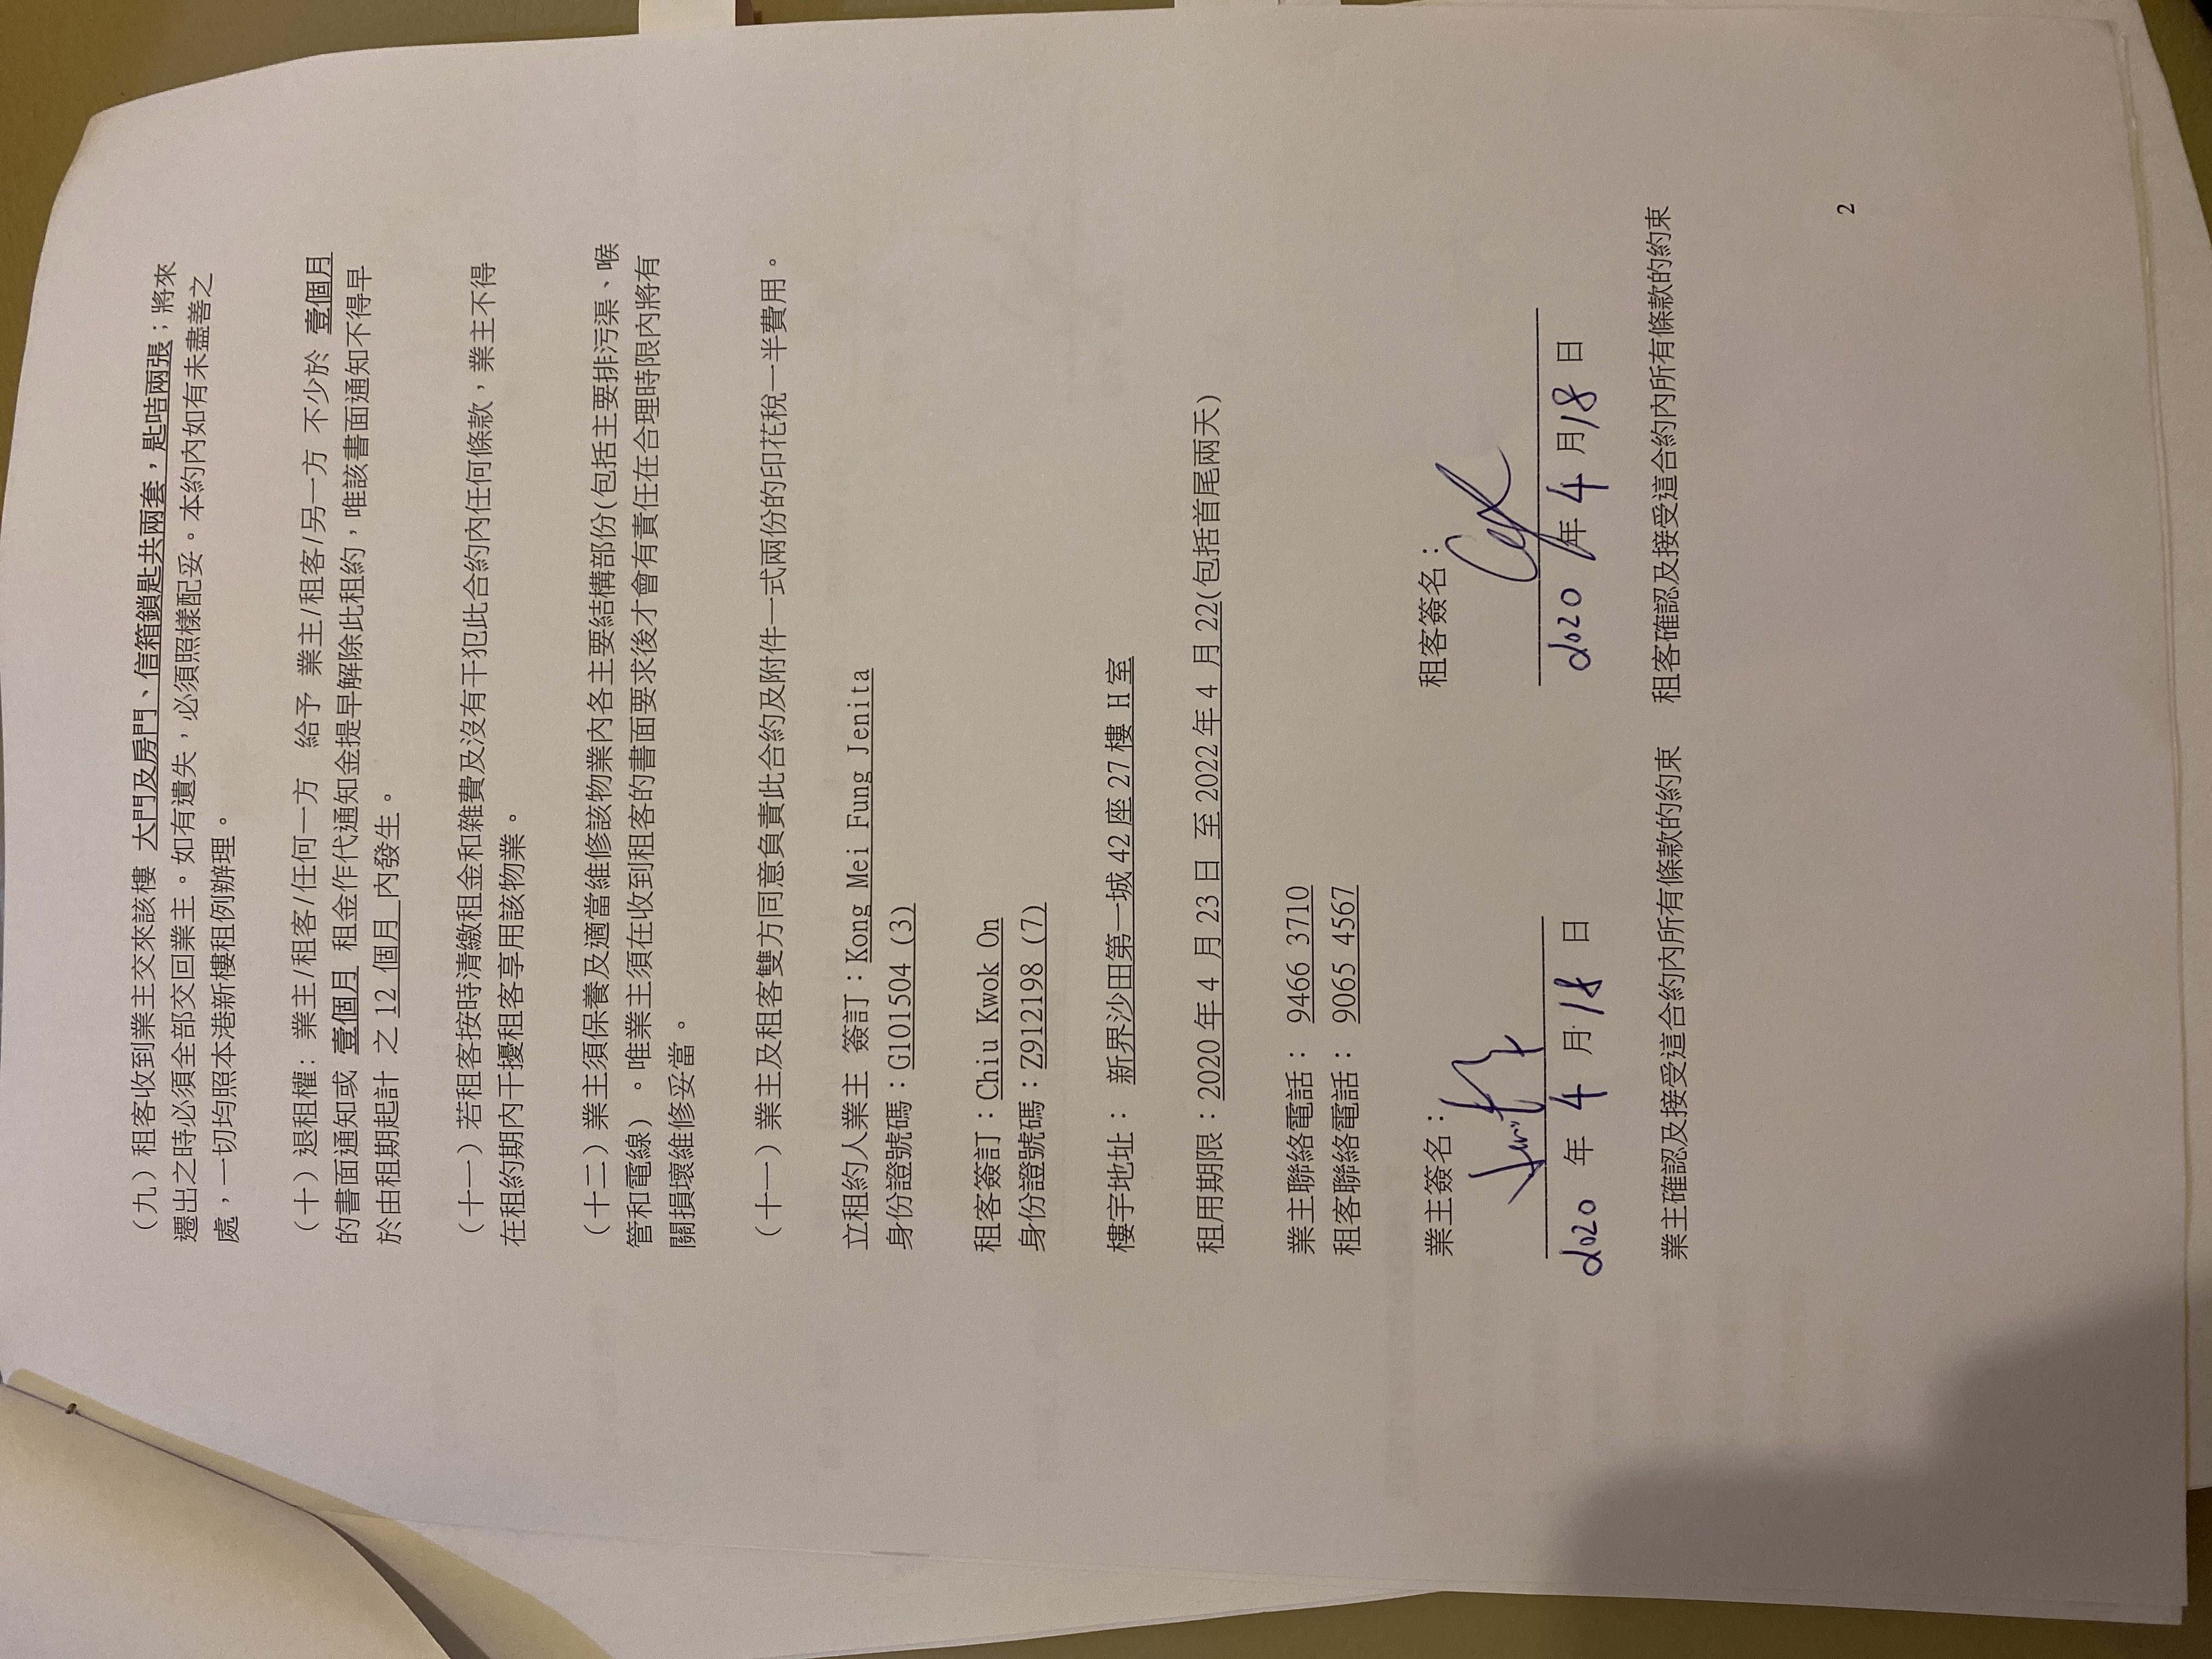 （九）租客收到業主交來該樓 大門及房門、信箱鎖匙共兩套，匙咭兩張；將來
遷出之時必須全部交回業主。如有遺失，必須照樣配妥。本約內如有未盡善之
處，一切均照本港新樓租例辦理。
（十）退租權：業主/租客/任何一方 給予 業主/租客/另一方 不少於 壹個月
的書面通知或 壹個月 租金作代通知金提早解除此租約，唯該書面通知不得早
於由租期起計 之 12 個月 內發生。
（十一）若租客按時清繳租金和雜費及沒有干犯此合約內任何條款，業主不得
在租約期內干擾租客享用該物業。
（十二）業主須保養及適當維修該物業內各主要結構部份(包括主要排污渠、喉
管和電線）。唯業主須在收到租客的書面要求後才會有責任在合理時限內將有
關損壞維修妥當。
（十一）業主及租客雙方同意負責此合約及附件一式兩份的印花稅一半費用。
立租約人業主 簽訂：Kong Mei Fung Jenita
身份證號碼：G101504 (3)
租客簽訂：Chiu Kwok On
身份證號碼：Z912198 (7)
樓宇地址： 新界沙田第一城 42 座 27 樓 H 室
租用期限：2020 年 4 月 23 日 至 2022 年 4 月 22(包括首尾兩天）
業主聯絡電話： 9466 3710
租客聯絡電話： 9065 4567
業主簽名： 租客簽名：
2020 年 4 月 18 日 2020 年 4 月 18 日
業主確認及接受這合約內所有條款的約束 租客確認及接受這合約內所有條款的約束
2